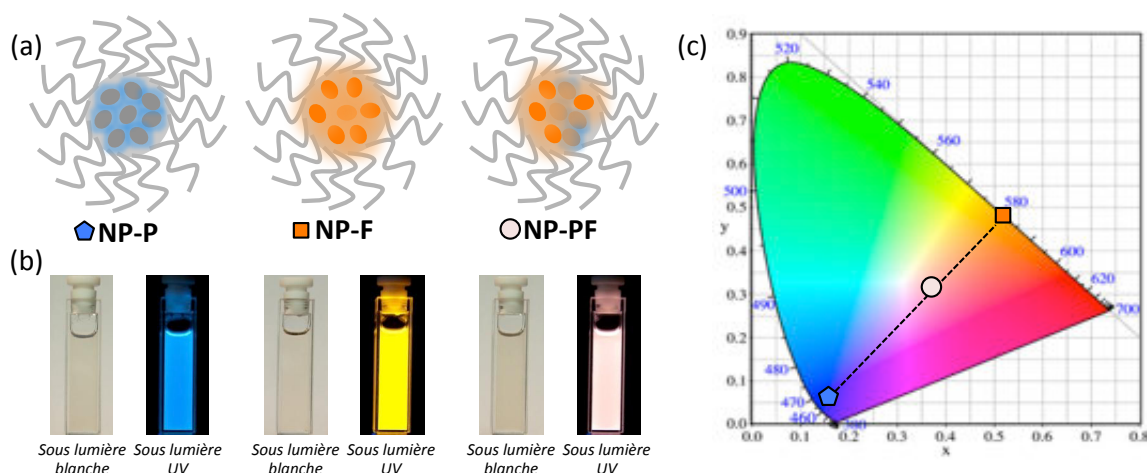 (a)
NP-P
NP-F
NP-PF
(b)
Sous lumière
blanche
Sous lumière
UV
Sous lumière
blanche
Sous lumière
UV
Sous lumière
blanche
Sous lumière
UV
(c)
0.9
0.8
0.7
0.6
0.5
y
0.4
0.3
0.2
0.1
0.0
0.0
0.1
0.2
0.3
0.4
0.5
0.6
0.7
0.8
x
520
540
560
580
600
620
700
500
490
480
470
460